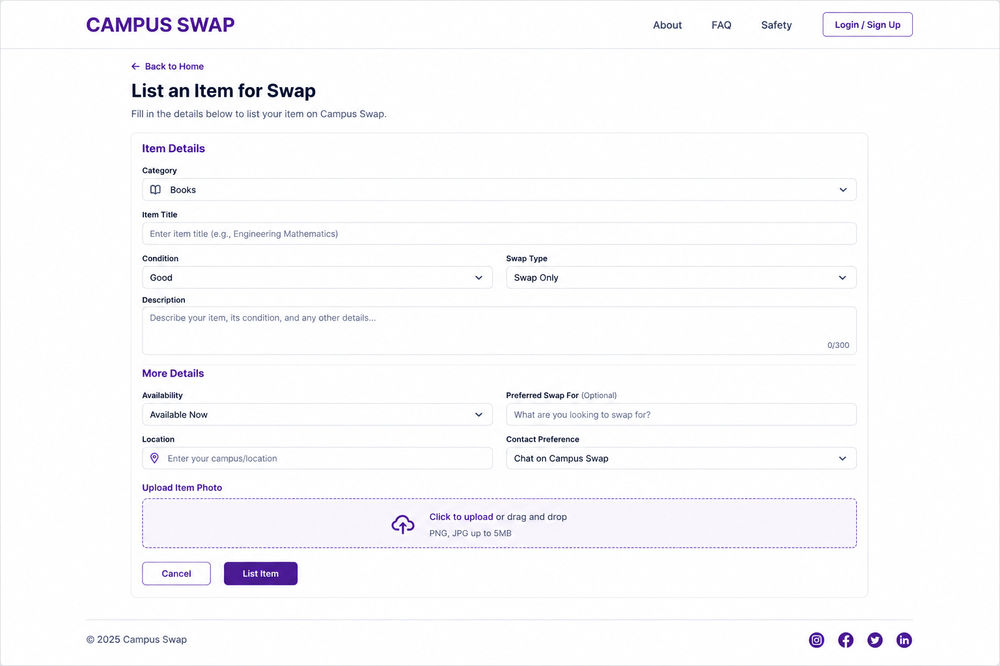 CAMPUS SWAP
About FAQ Safety Login / Sign Up
Back to Home
List an Item for Swap
Fill in the details below to list your item on Campus Swap.
Item Details
Category
Books
Item Title
Enter item title (e.g., Engineering Mathematics)
Condition Swap Type
Good Swap Only
Description
Describe your item, its condition, and any other details...
0/300
More Details
Availability Preferred Swap For (Optional)
Available Now What are you looking to swap for?
Location Contact Preference
Enter your campus/location Chat on Campus Swap
Upload Item Photo
Click to upload or drag and drop
PNG, JPG up to 5MB
Cancel List Item
© 2025 Campus Swap